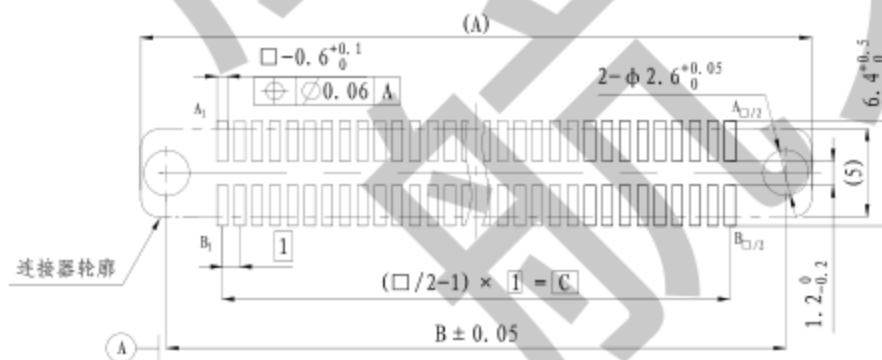 (A)
□-0.6 +0.1 0
⌖ ∅0.06 A
2-ф2.6 +0.05 0
6.4 +0.5 0
A1
A□/2
(5)
B1
1
B□/2
连接器轮廓
(□/2-1) × 1 = C
1.2 0 -0.2
B±0.05
A